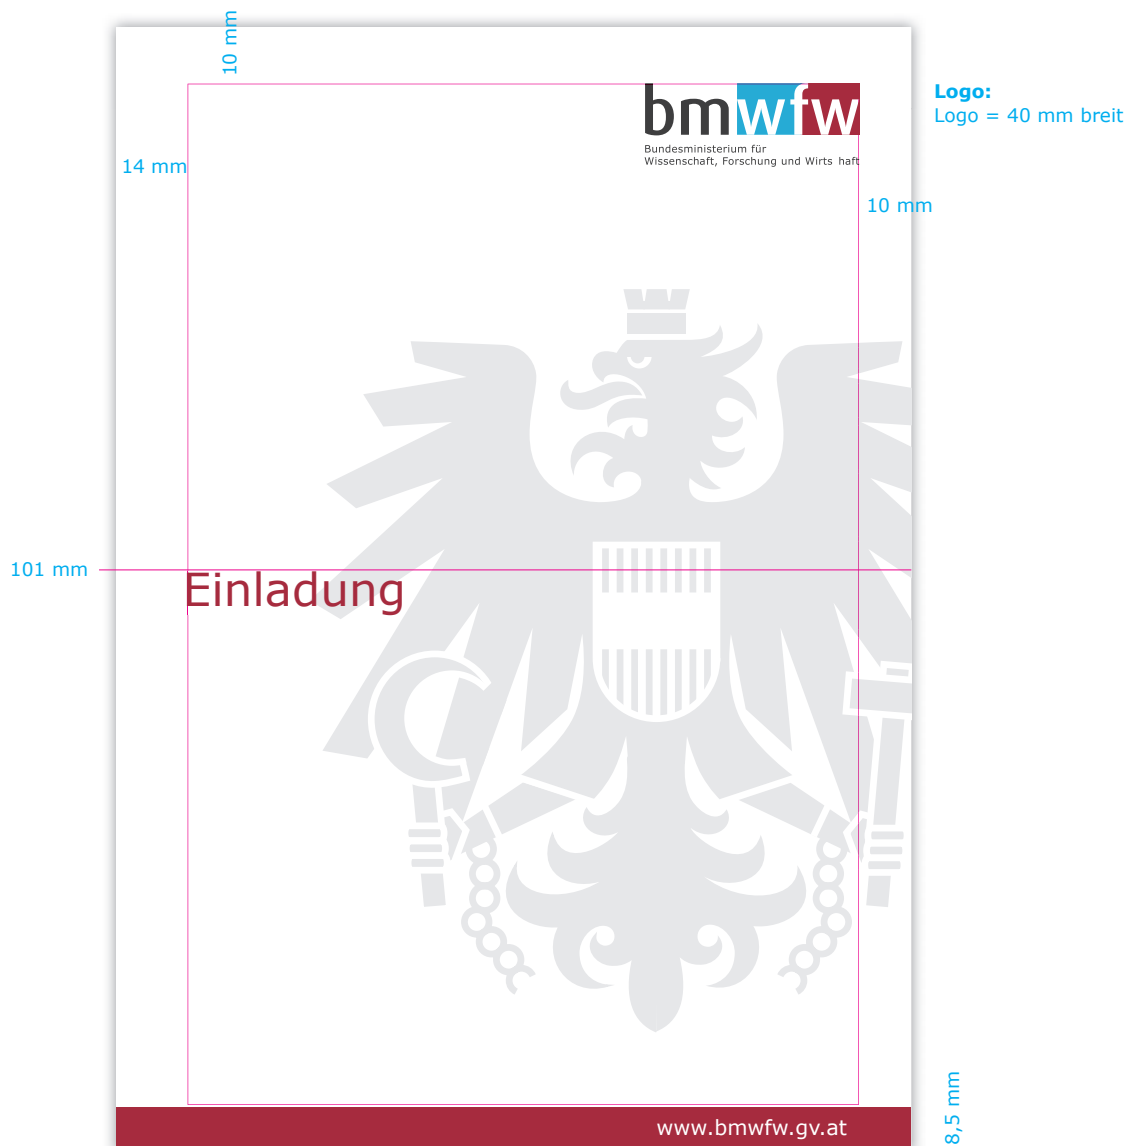 10 mm
Logo:
Logo = 40 mm breit
bmwfw
Bundesministerium für
Wissenschaft, Forschung und Wirts haft
14 mm
10 mm
101 mm
Einladung
8,5 mm
www.bmwfw.gv.at